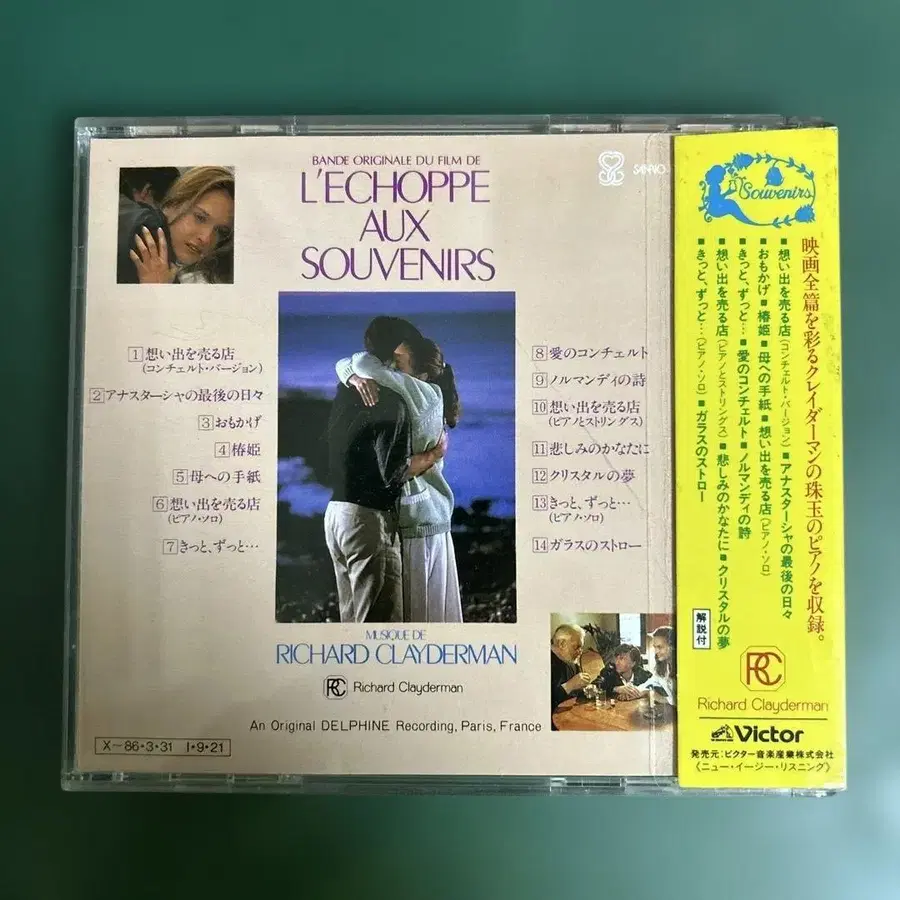 BANDE ORIGINALE DU FILM DE
L'ECHOPPE
AUX
SOUVENIRS
SANRIO
1 想い出を売る店
(コンチェルト・バージョン)
2 アナスターシャの最後の日々
3 おもかげ
4 椿姫
5 母への手紙
6 想い出を売る店
(ピアノ・ソロ)
7 きっと、ずっと…
8 愛のコンチェルト
9 ノルマンディの詩
10 想い出を売る店
(ピアノとストリングス)
11 悲しみのかなたに
12 クリスタルの夢
13 きっと、ずっと…
(ピアノ・ソロ)
14 ガラスのストロー
MUSIQUE DE
RICHARD CLAYDERMAN
RC Richard Clayderman
An Original DELPHINE Recording, Paris, France
X-86・3・31 I・9・21
Souvenirs
映画全篇を彩るクレイダーマンの珠玉のピアノを収録。
■想い出を売る店(コンチェルト・バージョン)■アナスターシャの最後の日々
■おもかげ■椿姫■母への手紙■想い出を売る店(ピアノ・ソロ)
■きっと、ずっと…■愛のコンチェルト■ノルマンディの詩
■想い出を売る店(ピアノとストリングス)■悲しみのかなたに■クリスタルの夢
■きっと、ずっと…(ピアノ・ソロ)■ガラスのストロー
解説付
RC
Richard Clayderman
Victor
発売元:ビクター音楽産業株式会社
《ニュー・イージー・リスニング》